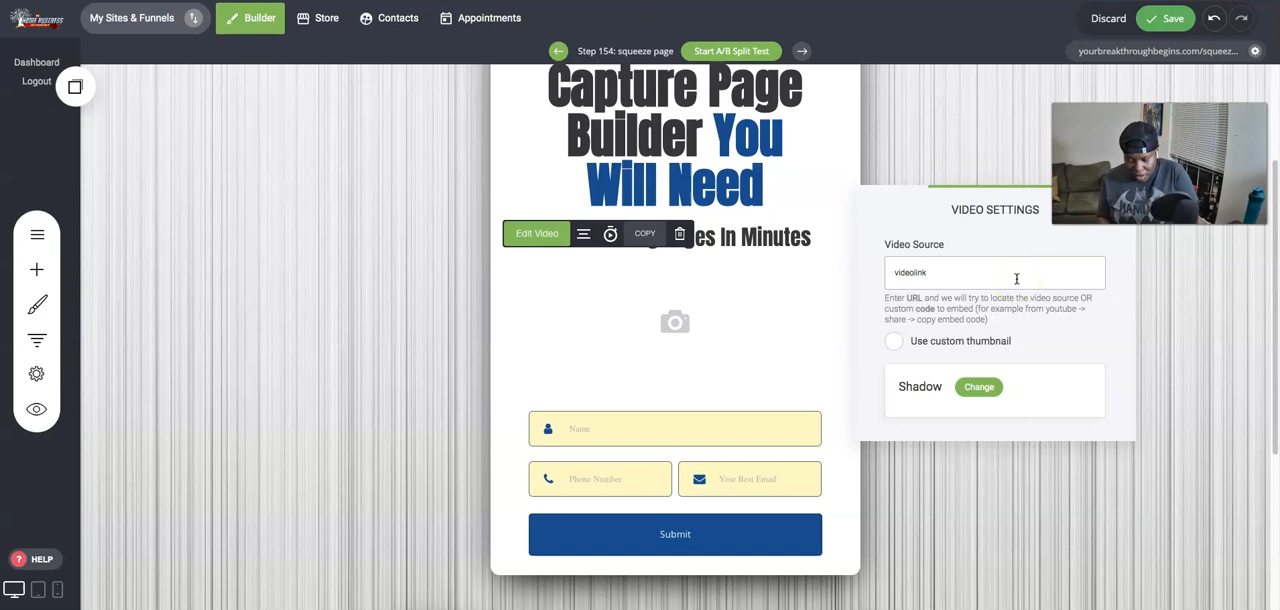 My Sites & Funnels
Builder
Store
Contacts
Appointments
Discard
Save
Step 154: squeeze page
Start A/B Split Test
yourbreakthroughbegins.com/squeez...
Dashboard
Logout
Capture Page
Builder You
Will Need
Edit Video
COPY
es In Minutes
VIDEO SETTINGS
Video Source
videolink
Enter URL and we will try to locate the video source OR
custom code to embed (for example from youtube ->
share -> copy embed code)
Use custom thumbnail
Shadow
Change
Name
Phone Number
Your Best Email
Submit
? HELP